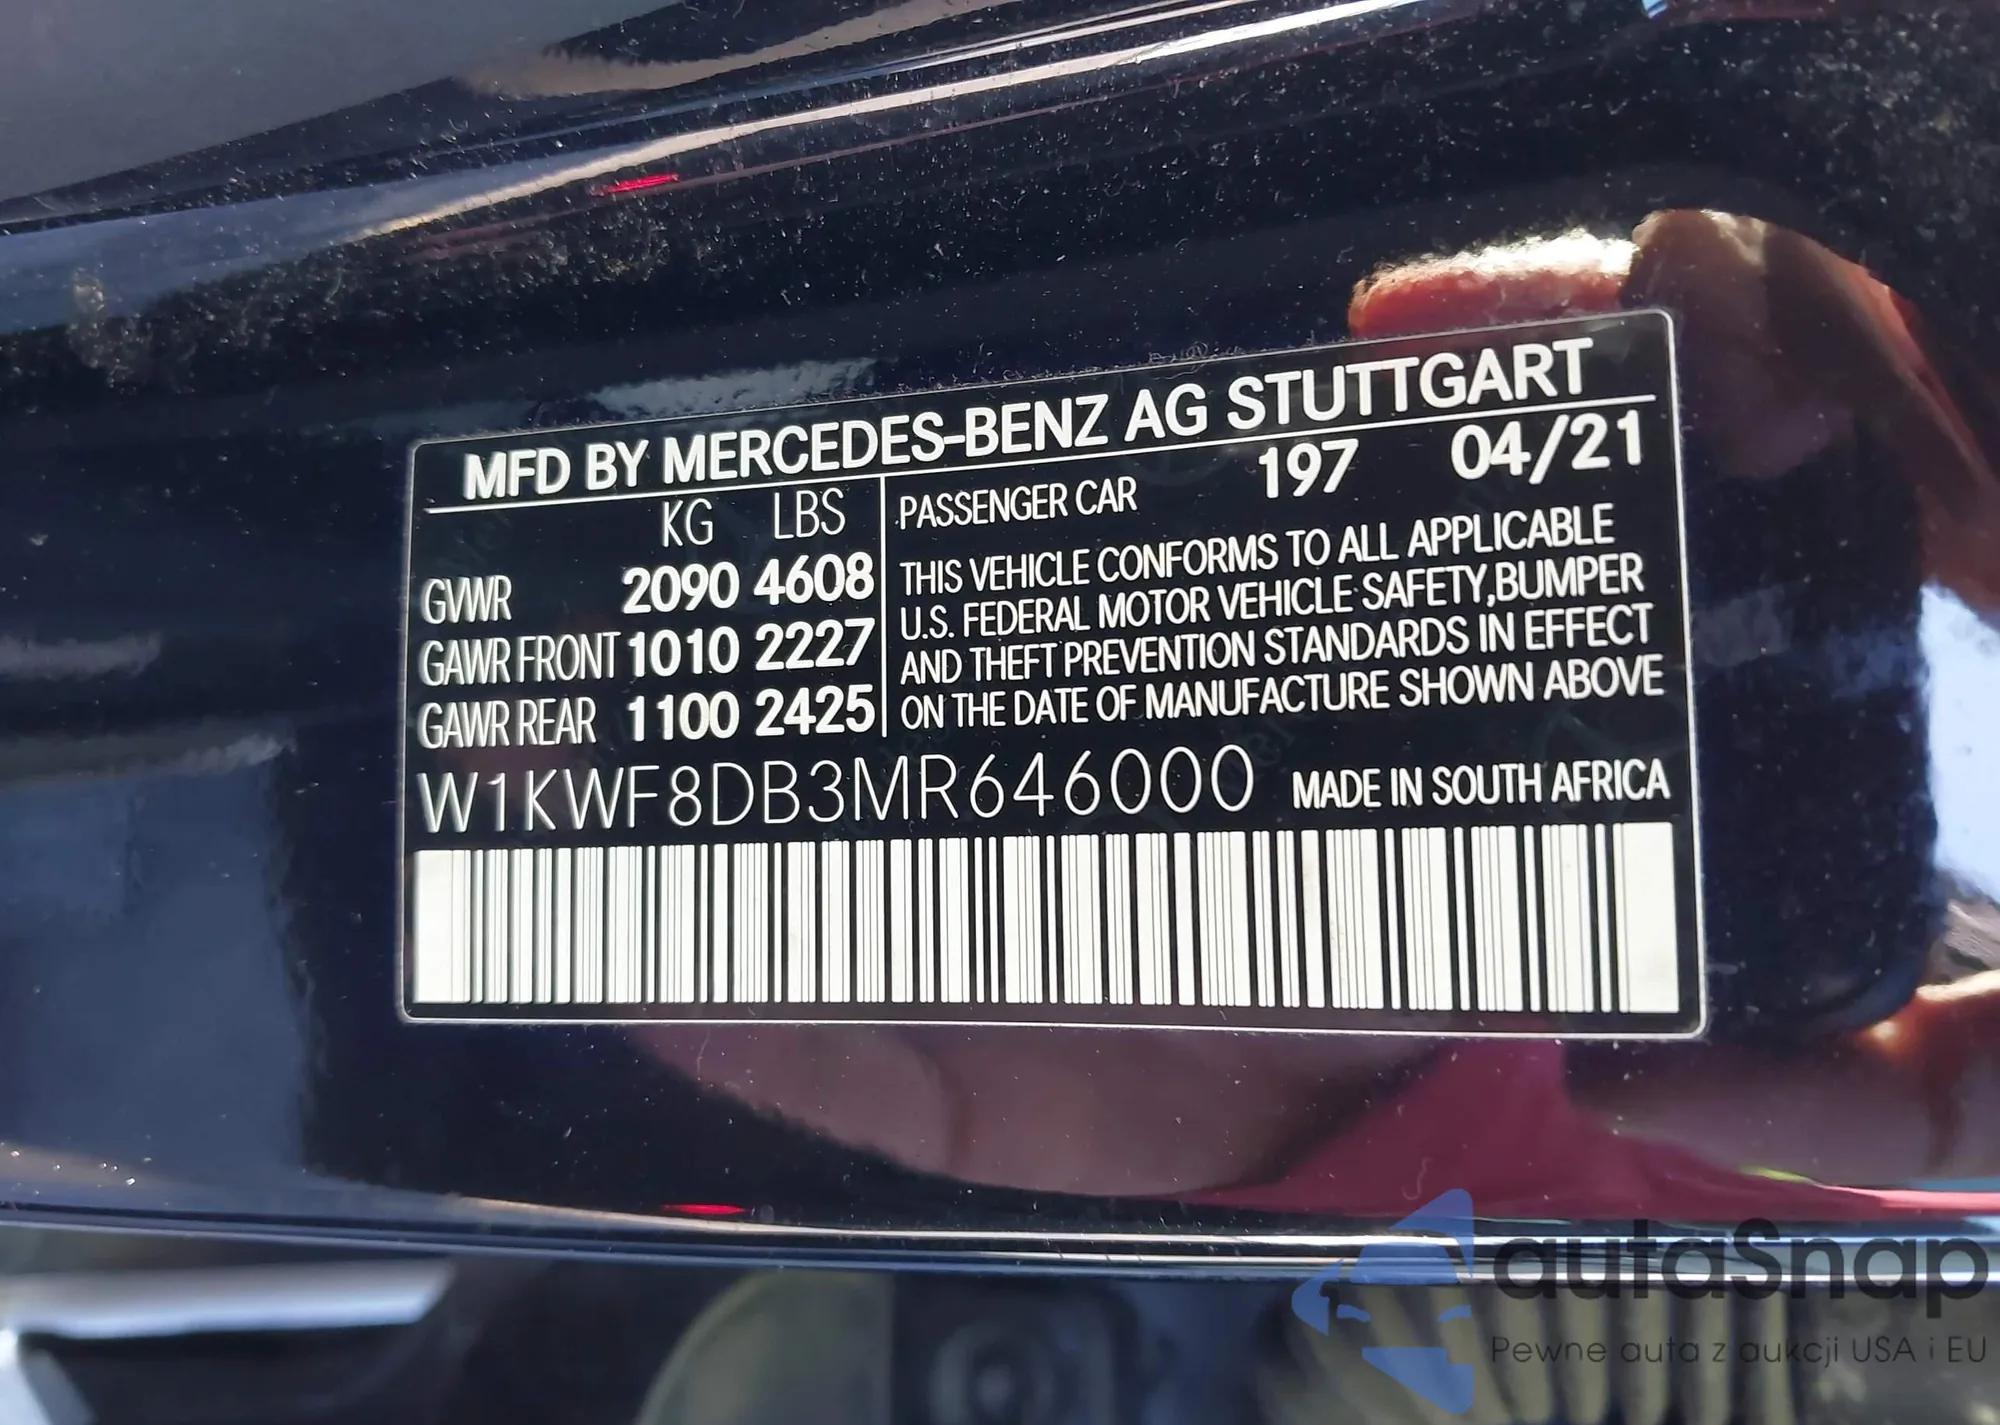 MFD BY MERCEDES-BENZ AG STUTTGART
KG LBS
GVWR 2090 4608
GAWR FRONT 1010 2227
GAWR REAR 1100 2425
PASSENGER CAR 197 04/21
THIS VEHICLE CONFORMS TO ALL APPLICABLE
U.S. FEDERAL MOTOR VEHICLE SAFETY,BUMPER
AND THEFT PREVENTION STANDARDS IN EFFECT
ON THE DATE OF MANUFACTURE SHOWN ABOVE
W1KWF8DB3MR646000 MADE IN SOUTH AFRICA
autaSnap
Pewne auta z aukcji USA i EU